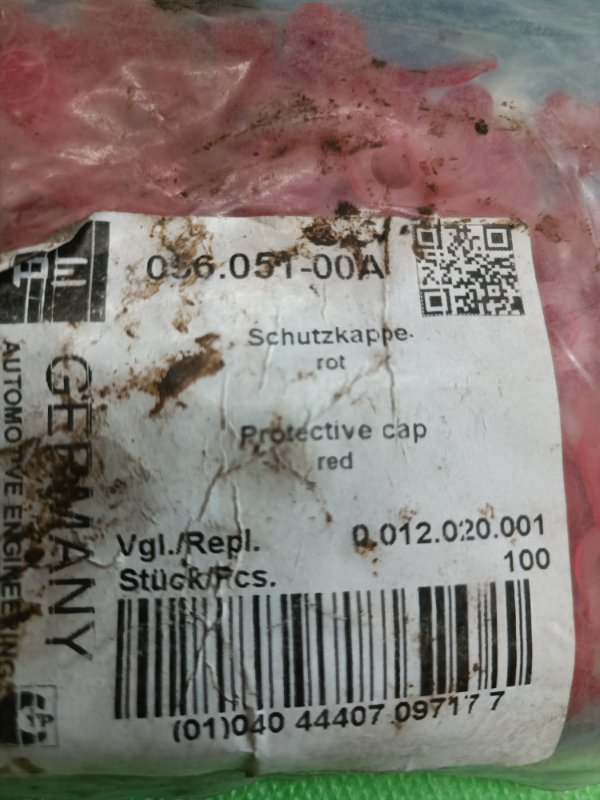 056.051-00A
Schutzkappe
rot
Protective cap
red
Vgl./Repl. 0.012.020.001
Stück/Pcs. 100
(01)040 44407 09717 7
GERMANY
AUTOMOTIVE ENGINEERING